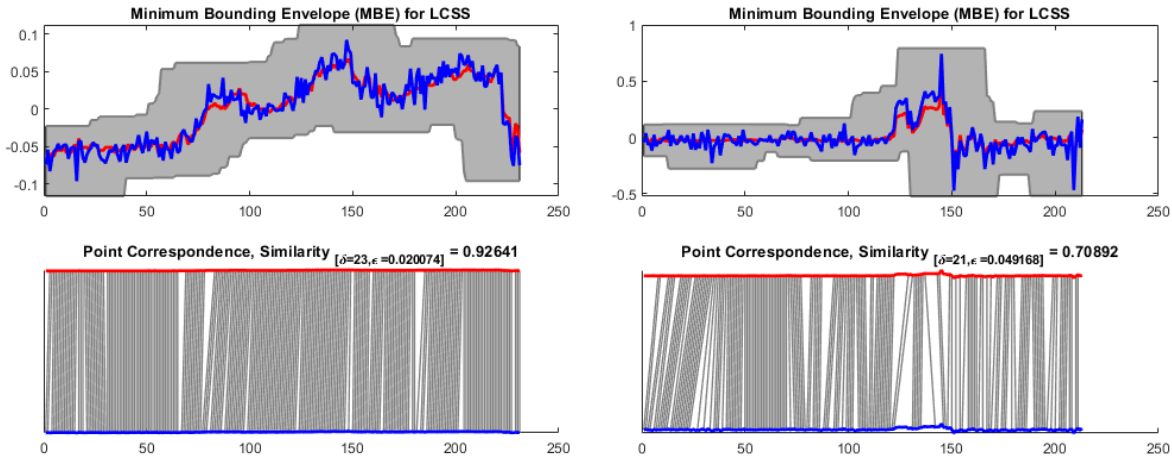 Minimum Bounding Envelope (MBE) for LCSS
0.1
0.05
0
-0.05
-0.1
0 50 100 150 200 250
Minimum Bounding Envelope (MBE) for LCSS
1
0.5
0
-0.5
0 50 100 150 200 250
Point Correspondence, Similarity [δ=23,ϵ=0.020074] = 0.92641
0 50 100 150 200 250
Point Correspondence, Similarity [δ=21,ϵ=0.049168] = 0.70892
0 50 100 150 200 250